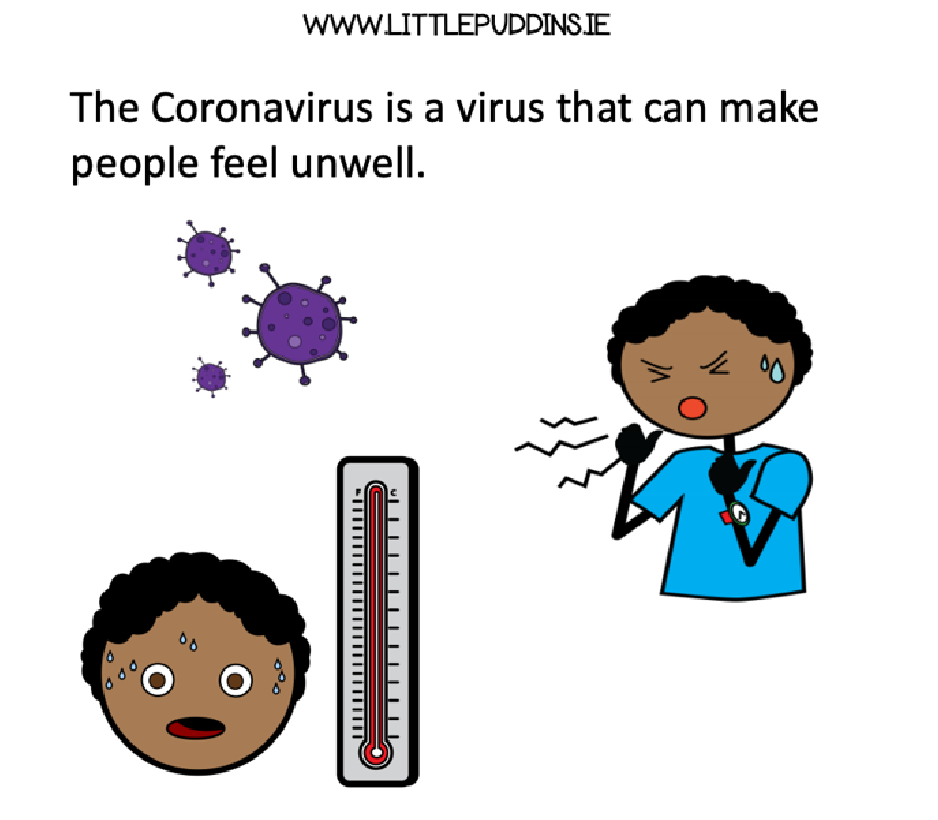 WWW.LITTLEPUDDINS.IE
The Coronavirus is a virus that can make
people feel unwell.
F C